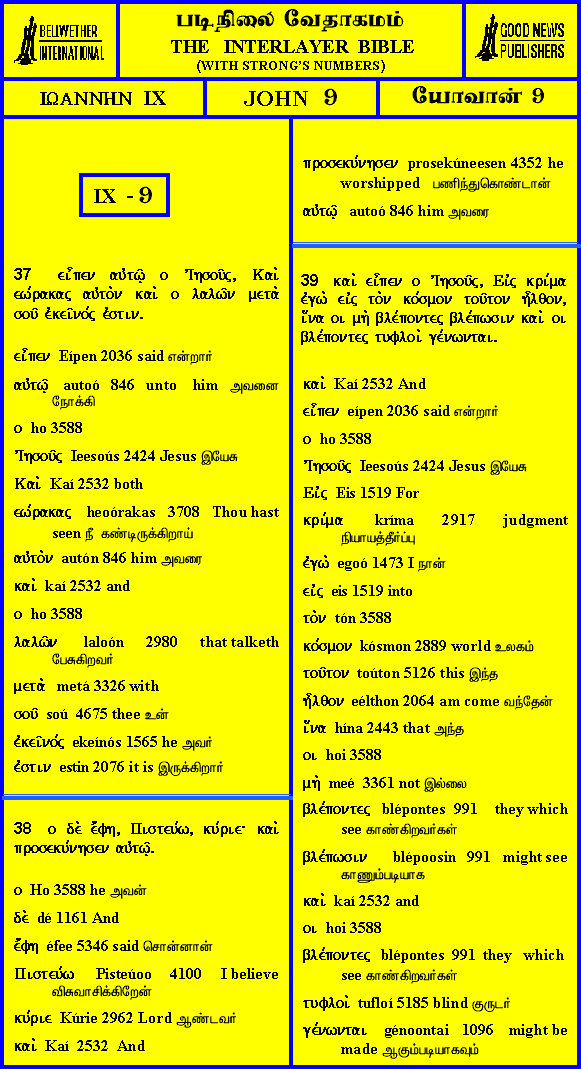 BELLWETHER
INTERNATIONAL
படிநிலை வேதாகமம்
THE INTERLAYER BIBLE
(WITH STRONG'S NUMBERS)
GOOD NEWS
PUBLISHERS
ΙΩΑΝΝΗΝ IX
JOHN 9
யோவான் 9
IX - 9
37 εἶπεν αὐτῷ ο Ἰησοῦς, Καὶ
εώρακας αὐτὸν καὶ ο λαλῶν μετὰ
σοῦ ἐκεῖνός ἐστιν.
εἶπεν Eípen 2036 said என்றார்
αὐτῷ autoó 846 unto him அவனை
நோக்கி
ο ho 3588
Ἰησοῦς Ieesoús 2424 Jesus இயேசு
Καὶ Kaí 2532 both
εώρακας heoórakas 3708 Thou hast
seen நீ கண்டிருக்கிறாய்
αὐτὸν autón 846 him அவரை
καὶ kaí 2532 and
ο ho 3588
λαλῶν laloón 2980 that talketh
பேசுகிறவர்
μετὰ metá 3326 with
σοῦ soú 4675 thee உன்
ἐκεῖνός ekeínós 1565 he அவர்
ἐστιν estin 2076 it is இருக்கிறார்
38 ο δὲ ἔφη, Πιστεύω, κύριε· καὶ
προσεκύνησεν αὐτῷ.
ο Ho 3588 he அவன்
δὲ dé 1161 And
ἔφη éfee 5346 said சொன்னான்
Πιστεύω Pisteúoo 4100 I believe
விசுவாசிக்கிறேன்
κύριε Kúrie 2962 Lord ஆண்டவர்
καὶ Kaí 2532 And
προσεκύνησεν prosekúneesen 4352 he
worshipped பணிந்துகொண்டான்
αὐτῷ autoó 846 him அவரை
39 καὶ εἶπεν ο Ἰησοῦς, Εἰς κρίμα
ἐγὼ εἰς τὸν κόσμον τοῦτον ἦλθον,
ἵνα οι μὴ βλέποντες βλέπωσιν καὶ οι
βλέποντες τυφλοὶ γένωνται.
καὶ Kaí 2532 And
εἶπεν eípen 2036 said என்றார்
ο ho 3588
Ἰησοῦς Ieesoús 2424 Jesus இயேசு
Εἰς Eis 1519 For
κρίμα kríma 2917 judgment
நியாயத்தீர்ப்பு
ἐγὼ egoó 1473 I நான்
εἰς eis 1519 into
τὸν tón 3588
κόσμον kósmon 2889 world உலகம்
τοῦτον toúton 5126 this இந்த
ἦλθον eélthon 2064 am come வந்தேன்
ἵνα hína 2443 that அந்த
οι hoi 3588
μὴ meé 3361 not இல்லை
βλέποντες blépontes 991 they which
see காண்கிறவர்கள்
βλέπωσιν blépoosin 991 might see
காணும்படியாக
καὶ kaí 2532 and
οι hoi 3588
βλέποντες blépontes 991 they which
see காண்கிறவர்கள்
τυφλοὶ tufloí 5185 blind குருடர்
γένωνται génoontai 1096 might be
made ஆகும்படியாகவும்